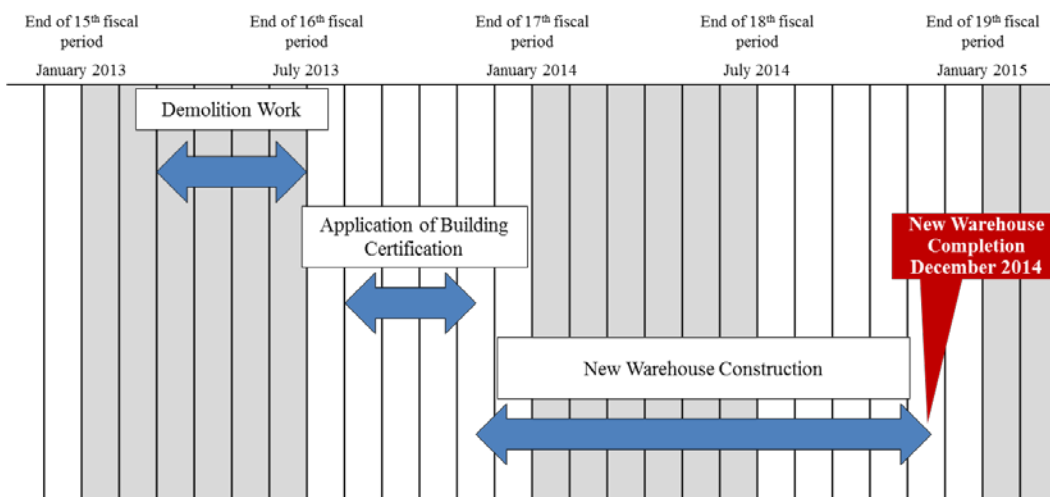 End of 15th fiscal
period
January 2013
End of 16th fiscal
period
July 2013
End of 17th fiscal
period
January 2014
End of 18th fiscal
period
July 2014
End of 19th fiscal
period
January 2015
Demolition Work
Application of Building
Certification
New Warehouse
Completion
December 2014
New Warehouse Construction